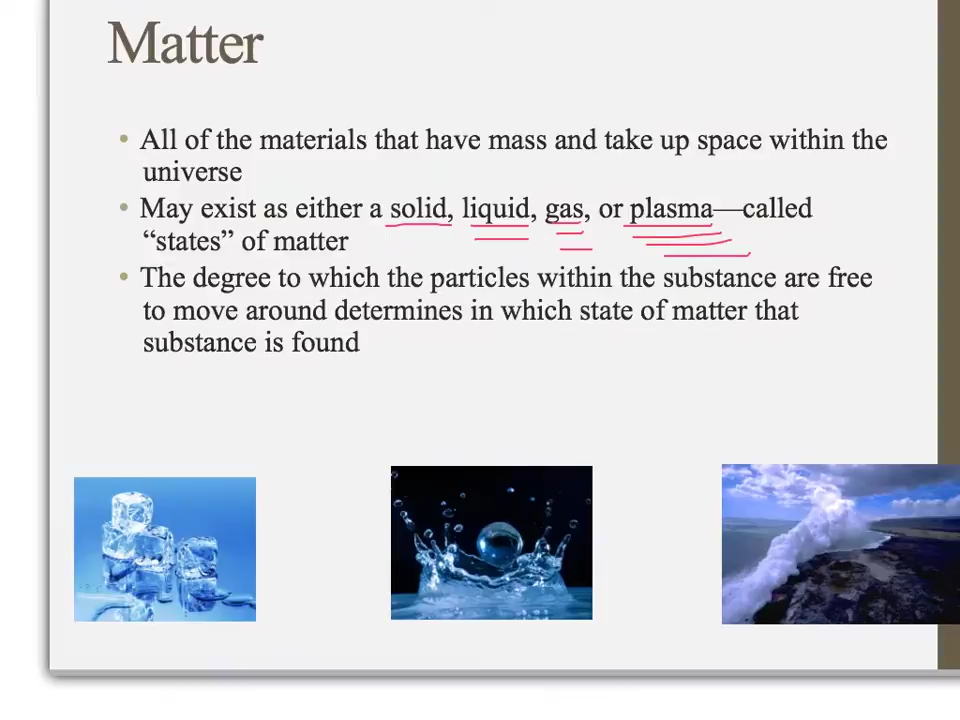 Matter
• All of the materials that have mass and take up space within the
universe
• May exist as either a solid, liquid, gas, or plasma—called
“states” of matter
• The degree to which the particles within the substance are free
to move around determines in which state of matter that
substance is found